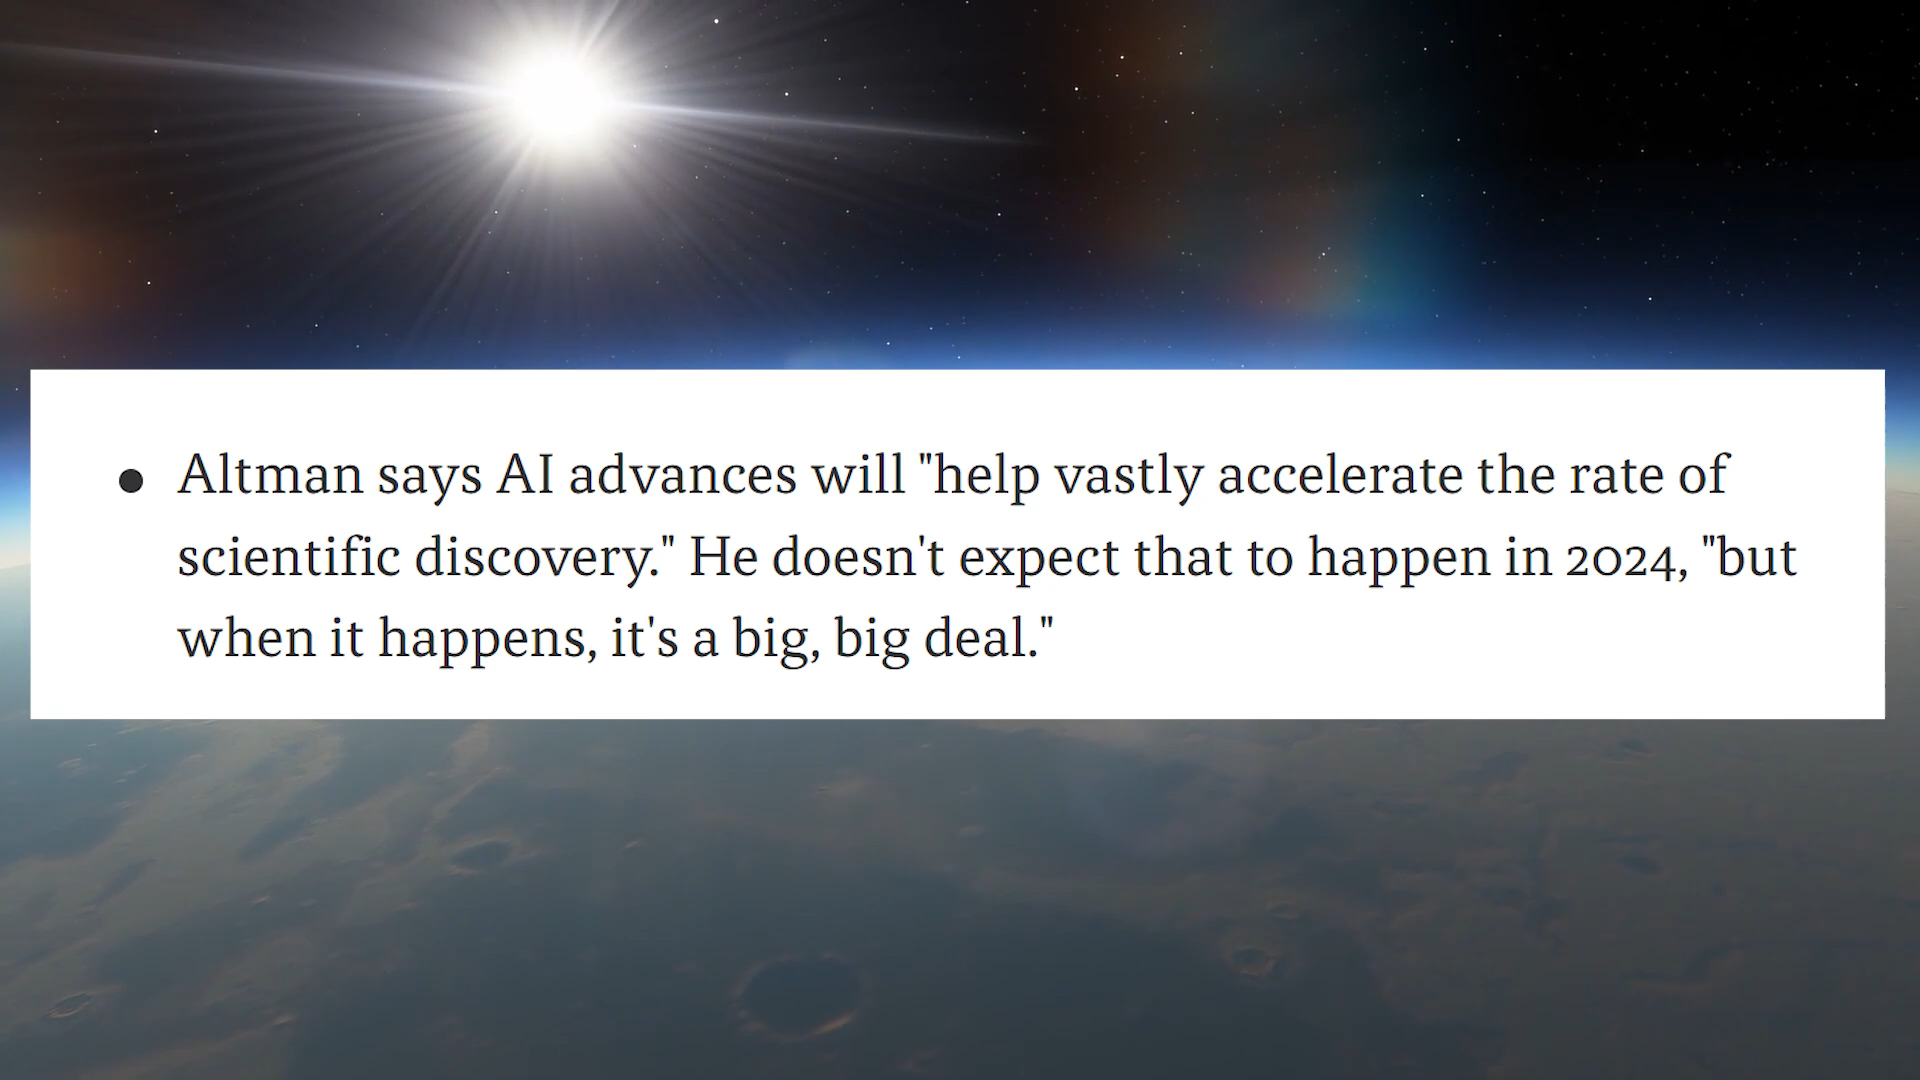 • Altman says AI advances will "help vastly accelerate the rate of
scientific discovery." He doesn't expect that to happen in 2024, "but
when it happens, it's a big, big deal."